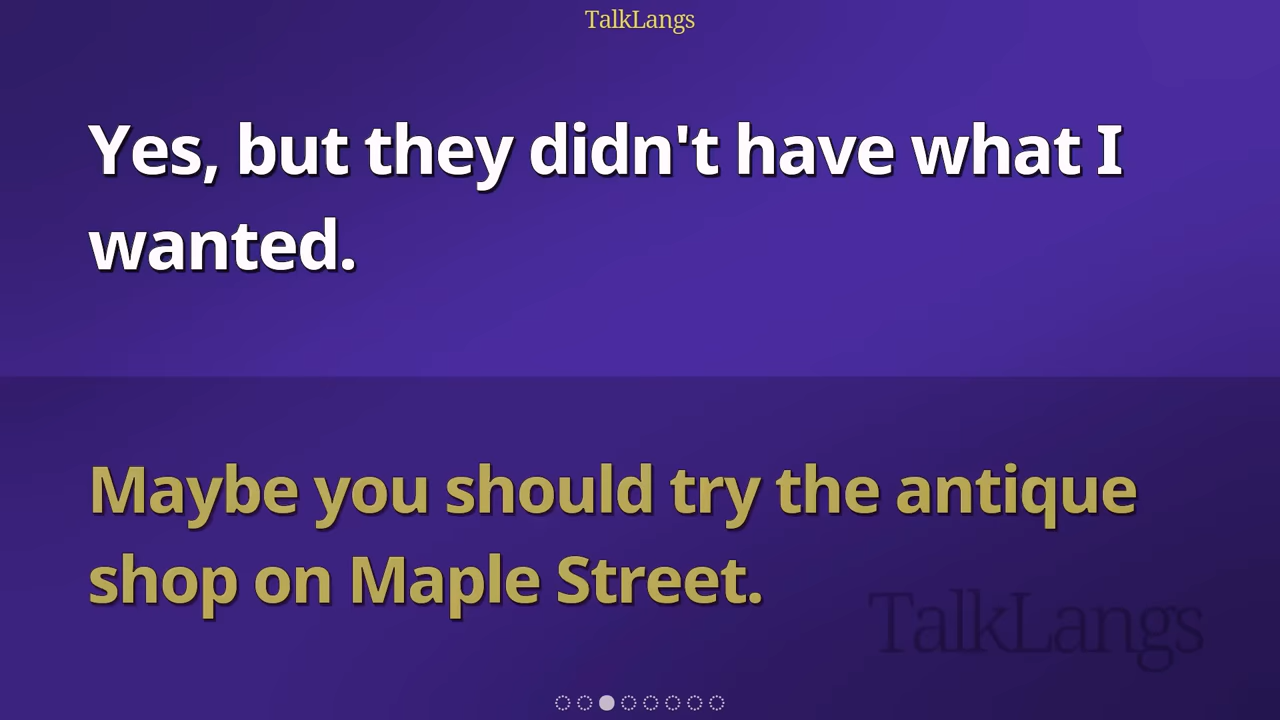 TalkLangs
Yes, but they didn't have what I
wanted.
Maybe you should try the antique
shop on Maple Street.
TalkLangs